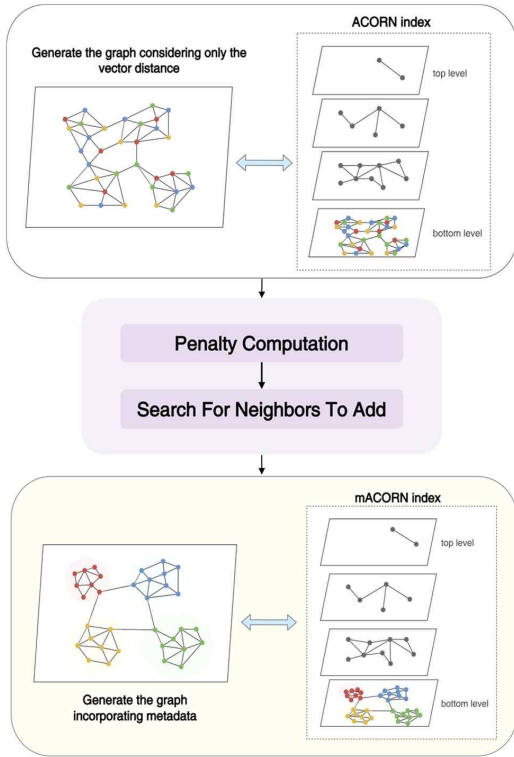 Generate the graph considering only the
vector distance
ACORN index
top level
bottom level
Penalty Computation
Search For Neighbors To Add
mACORN index
top level
bottom level
Generate the graph
incorporating metadata